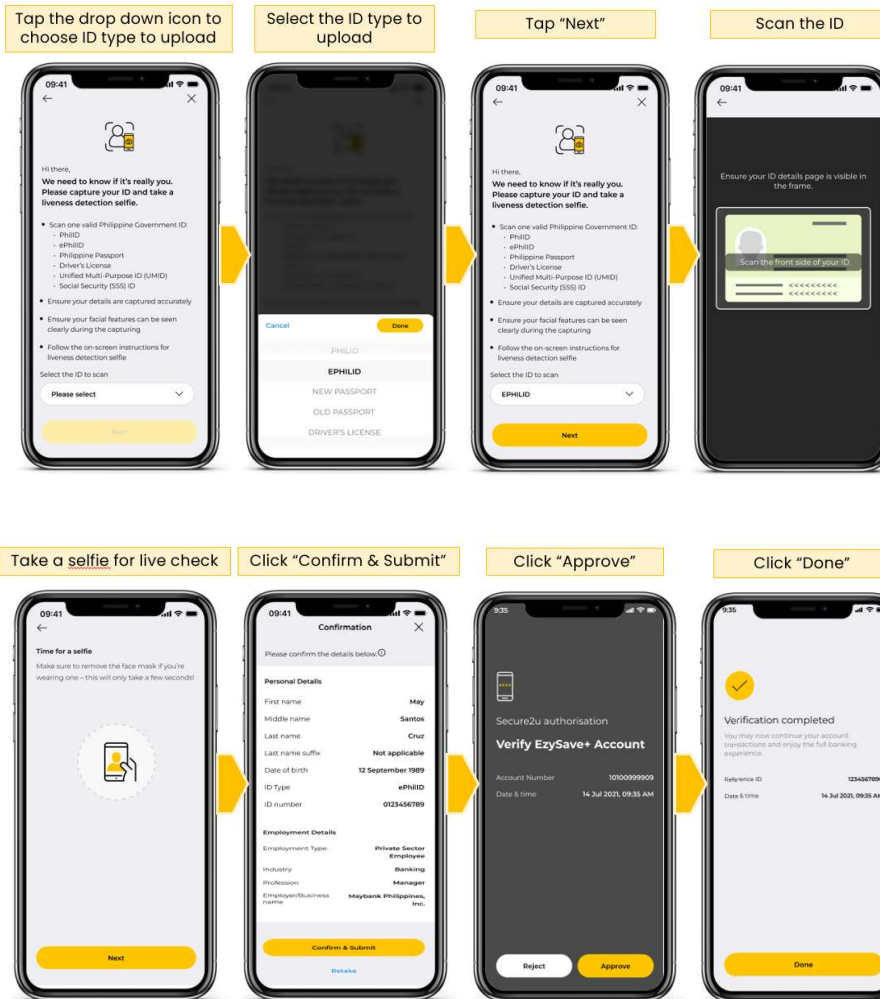 Tap the drop down icon to
choose ID type to upload
Select the ID type to
upload
Tap “Next”
Scan the ID
09:41
Hi there,
We need to know if it's really you.
Please capture your ID and take a
liveness detection selfie.
Scan one valid Philippine Government ID:
- PhilID
- ePhilID
- Philippine Passport
- Driver's License
- Unified Multi-Purpose ID (UMID)
- Social Security (SSS) ID
Ensure your details are captured accurately
Ensure your facial features can be seen
clearly during the capturing
Follow the on-screen instructions for
liveness detection selfie
Select the ID to scan
Please select
Next
Cancel
Done
PHILID
EPHILID
NEW PASSPORT
OLD PASSPORT
DRIVER'S LICENSE
09:41
Hi there,
We need to know if it's really you.
Please capture your ID and take a
liveness detection selfie.
Scan one valid Philippine Government ID:
- PhilID
- ePhilID
- Philippine Passport
- Driver's License
- Unified Multi-Purpose ID (UMID)
- Social Security (SSS) ID
Ensure your details are captured accurately
Ensure your facial features can be seen
clearly during the capturing
Follow the on-screen instructions for
liveness detection selfie
Select the ID to scan
EPHILID
Next
09:41
Ensure your ID details page is visible in
the frame.
Scan the front side of your ID.
<<<<<<<<<
<<<<<<<<<
Take a selfie for live check
Click “Confirm & Submit”
Click “Approve”
Click “Done”
09:41
Time for a selfie
Make sure to remove the face mask if you're
wearing one – this will only take a few seconds!
Next
09:41
Confirmation
Please confirm the details below.
Personal Details
First name May
Middle name Santos
Last name Cruz
Last name suffix Not applicable
Date of birth 12 September 1989
ID Type ePhilID
ID number 0123456789
Employment Details
Employment Type Private Sector
Employee
Industry Banking
Profession Manager
Employer/Business Maybank Philippines,
name Inc.
Confirm & Submit
Retake
9:35
Secure2u authorisation
Verify EzySave+ Account
Account Number 10100999909
Date & time 14 Jul 2021, 09:35 AM
Reject
Approve
9:35
Verification completed
You may now continue your account
transactions and enjoy the full banking
experience.
Reference ID
Date & time 14 Jul 2021, 09:35 AM
Done